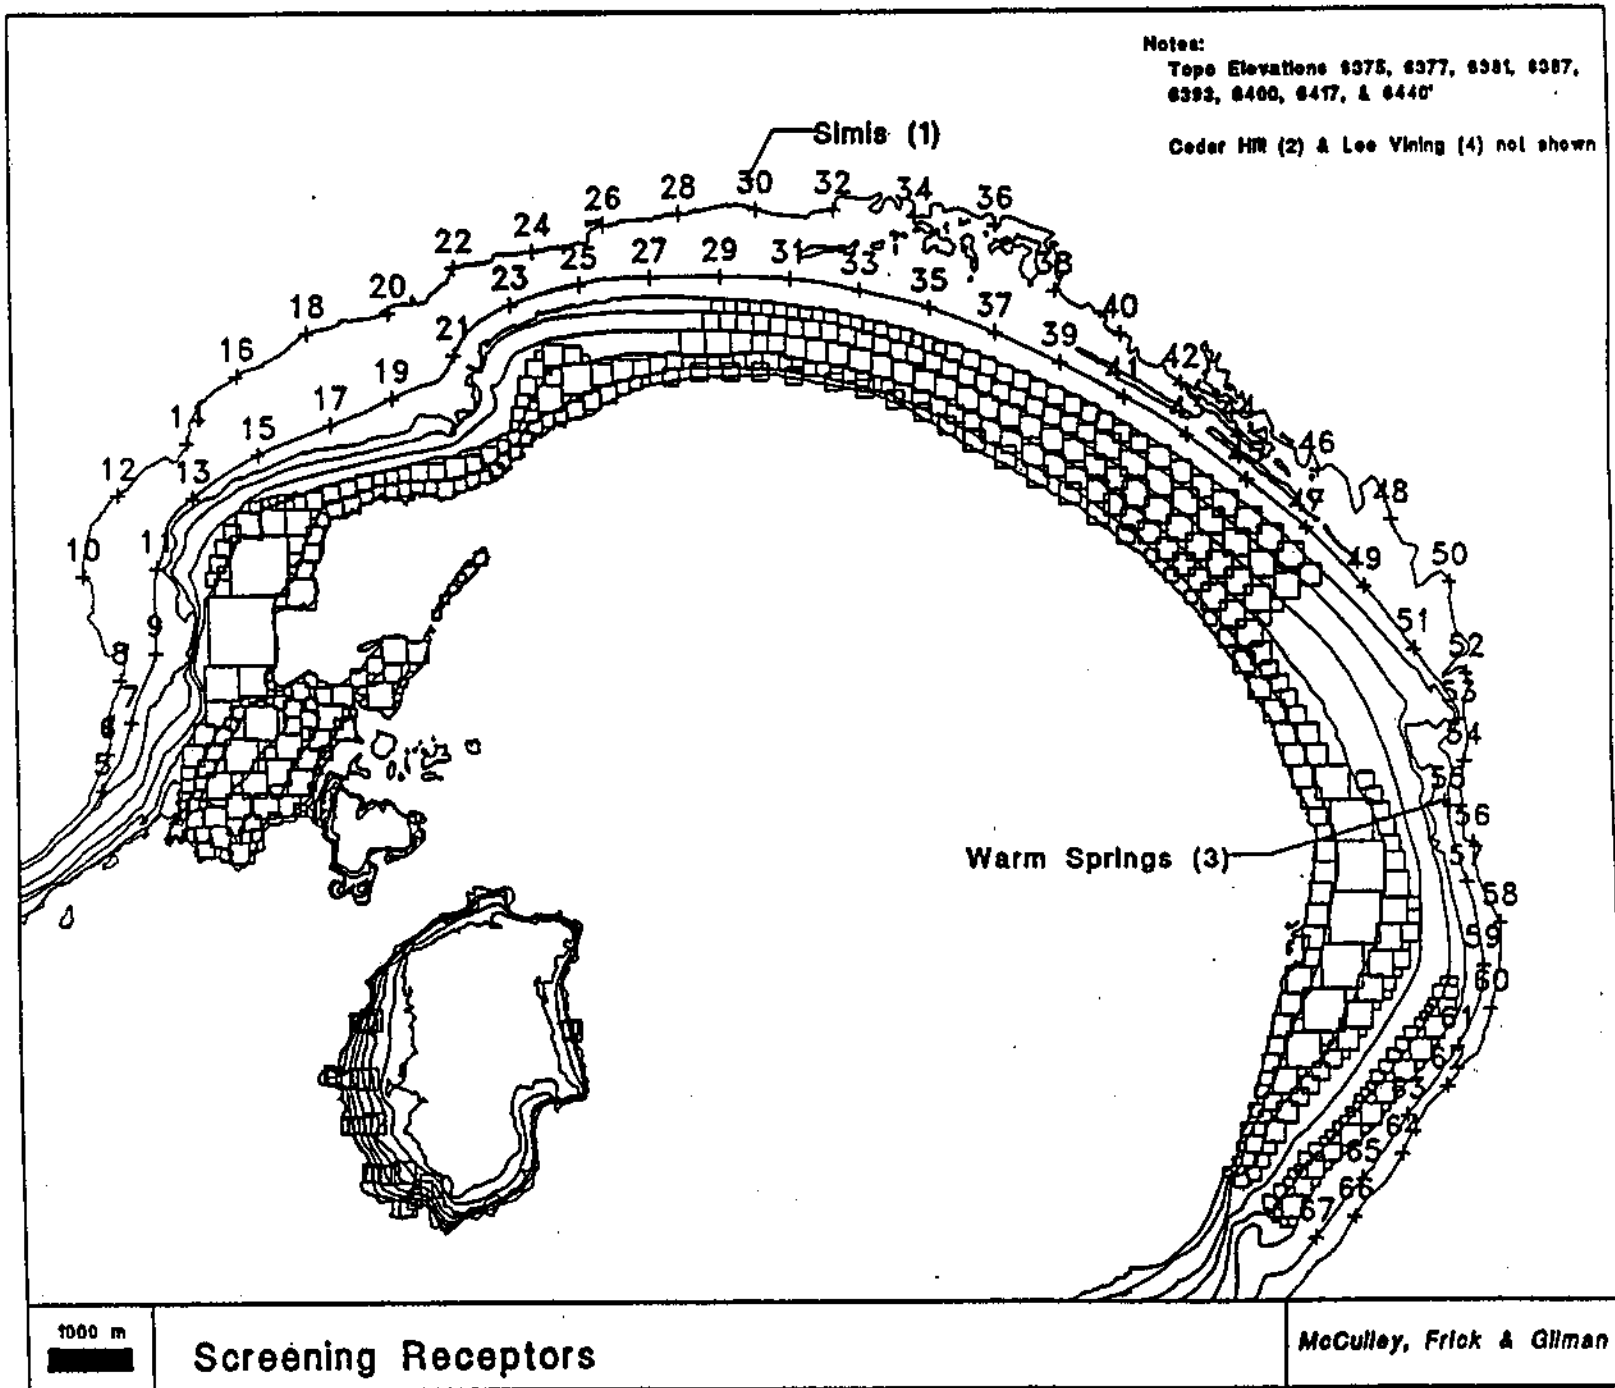 Notes:
Topo Elevations 6375, 6377, 6381, 6387,
6393, 6400, 6417, & 6440'
Cedar Hill (2) & Lee Vining (4) not shown
Simis (1)
26 28 30 32 34 36
22 24
27 29 31 33 35 37 38
20 23 25
18 21 39 40
16 19 41 42
14 15 17
12 13 46
47 48
10 11 49 50
9 51
8 52
7 53
6 54
5 55
56
Warm Springs (3)
57
58
59
60
61
62
63
64
65
66
67
1000 m
Screening Receptors
McCulley, Frick & Gilman